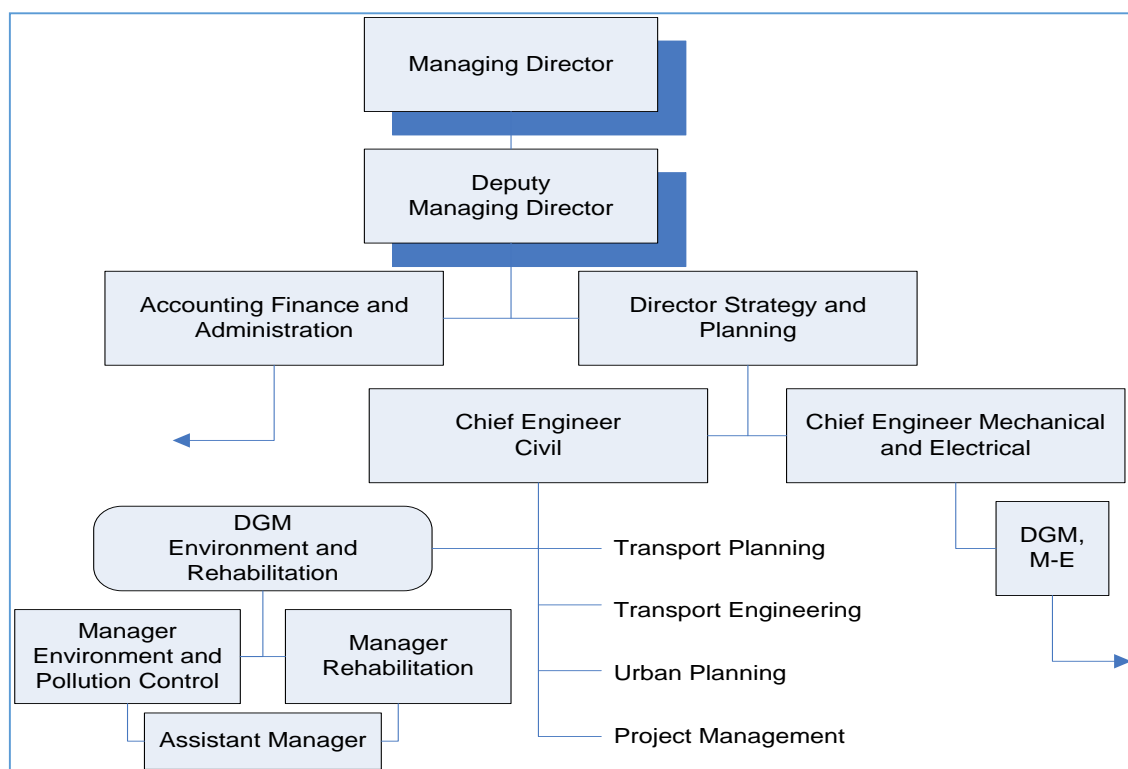 Managing Director
Deputy
Managing Director
Accounting Finance and
Administration
Director Strategy and
Planning
Chief Engineer
Civil
Chief Engineer Mechanical
and Electrical
DGM
Environment and
Rehabilitation
Transport Planning
DGM,
M-E
Transport Engineering
Manager
Environment and
Pollution Control
Manager
Rehabilitation
Urban Planning
Assistant Manager
Project Management